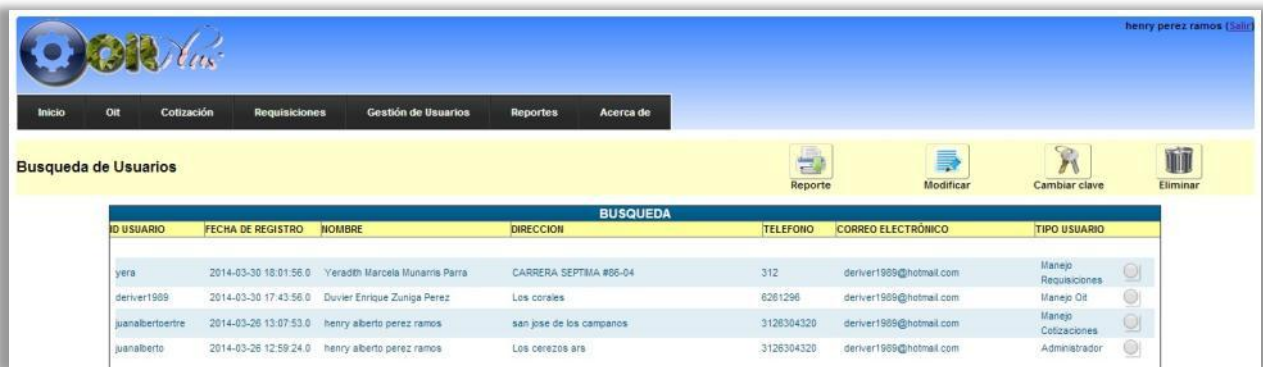 henry perez ramos (Salir)
OIT Plus
Inicio Oit Cotización Requisiciones Gestión de Usuarios Reportes Acerca de
Busqueda de Usuarios
Reporte Modificar Cambiar clave Eliminar
BUSQUEDA
ID USUARIO FECHA DE REGISTRO NOMBRE DIRECCION TELEFONO CORREO ELECTRÓNICO TIPO USUARIO
yera 2014-03-30 18:01:56.0 Yeradith Marcela Munarris Parra CARRERA SEPTIMA #86-04 312 deriver1989@hotmail.com Manejo Requisiciones
deriver1989 2014-03-30 17:43:56.0 Duvier Enrique Zuniga Perez Los corales 6261296 deriver1989@hotmail.com Manejo Oit
juanalbertoertre 2014-03-26 13:07:53.0 henry alberto perez ramos san jose de los campanos 3126304320 deriver1989@hotmail.com Manejo Cotizaciones
juanalberto 2014-03-26 12:59:24.0 henry alberto perez ramos Los cerezos ars 3126304320 deriver1989@hotmail.com Administrador